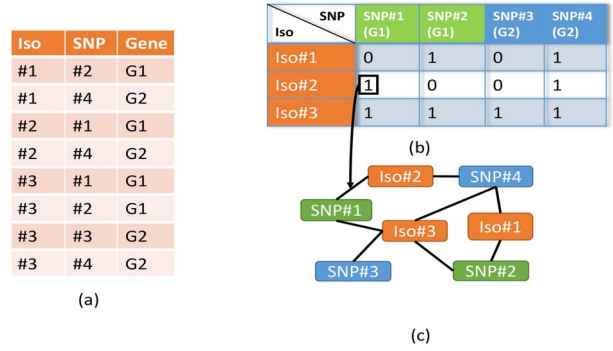 Iso SNP Gene
#1 #2 G1
#1 #4 G2
#2 #1 G1
#2 #4 G2
#3 #1 G1
#3 #2 G1
#3 #3 G2
#3 #4 G2
(a)
SNP SNP#1 SNP#2 SNP#3 SNP#4
Iso (G1) (G1) (G2) (G2)
Iso#1 0 1 0 1
Iso#2 1 0 0 1
Iso#3 1 1 1 1
(b)
Iso#2 SNP#4
SNP#1
Iso#3 Iso#1
SNP#3 SNP#2
(c)